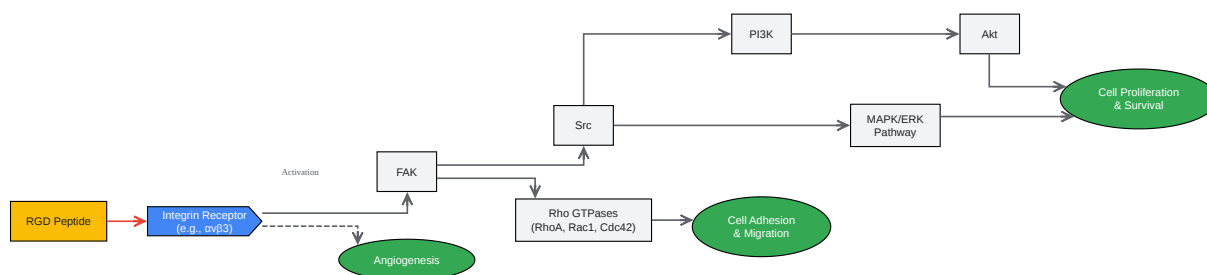 PI3K
Akt
Cell Proliferation
& Survival
Src
MAPK/ERK
Pathway
Activation
FAK
RGD Peptide
Integrin Receptor
(e.g., αvβ3)
Rho GTPases
(RhoA, Rac1, Cdc42)
Cell Adhesion
& Migration
Angiogenesis